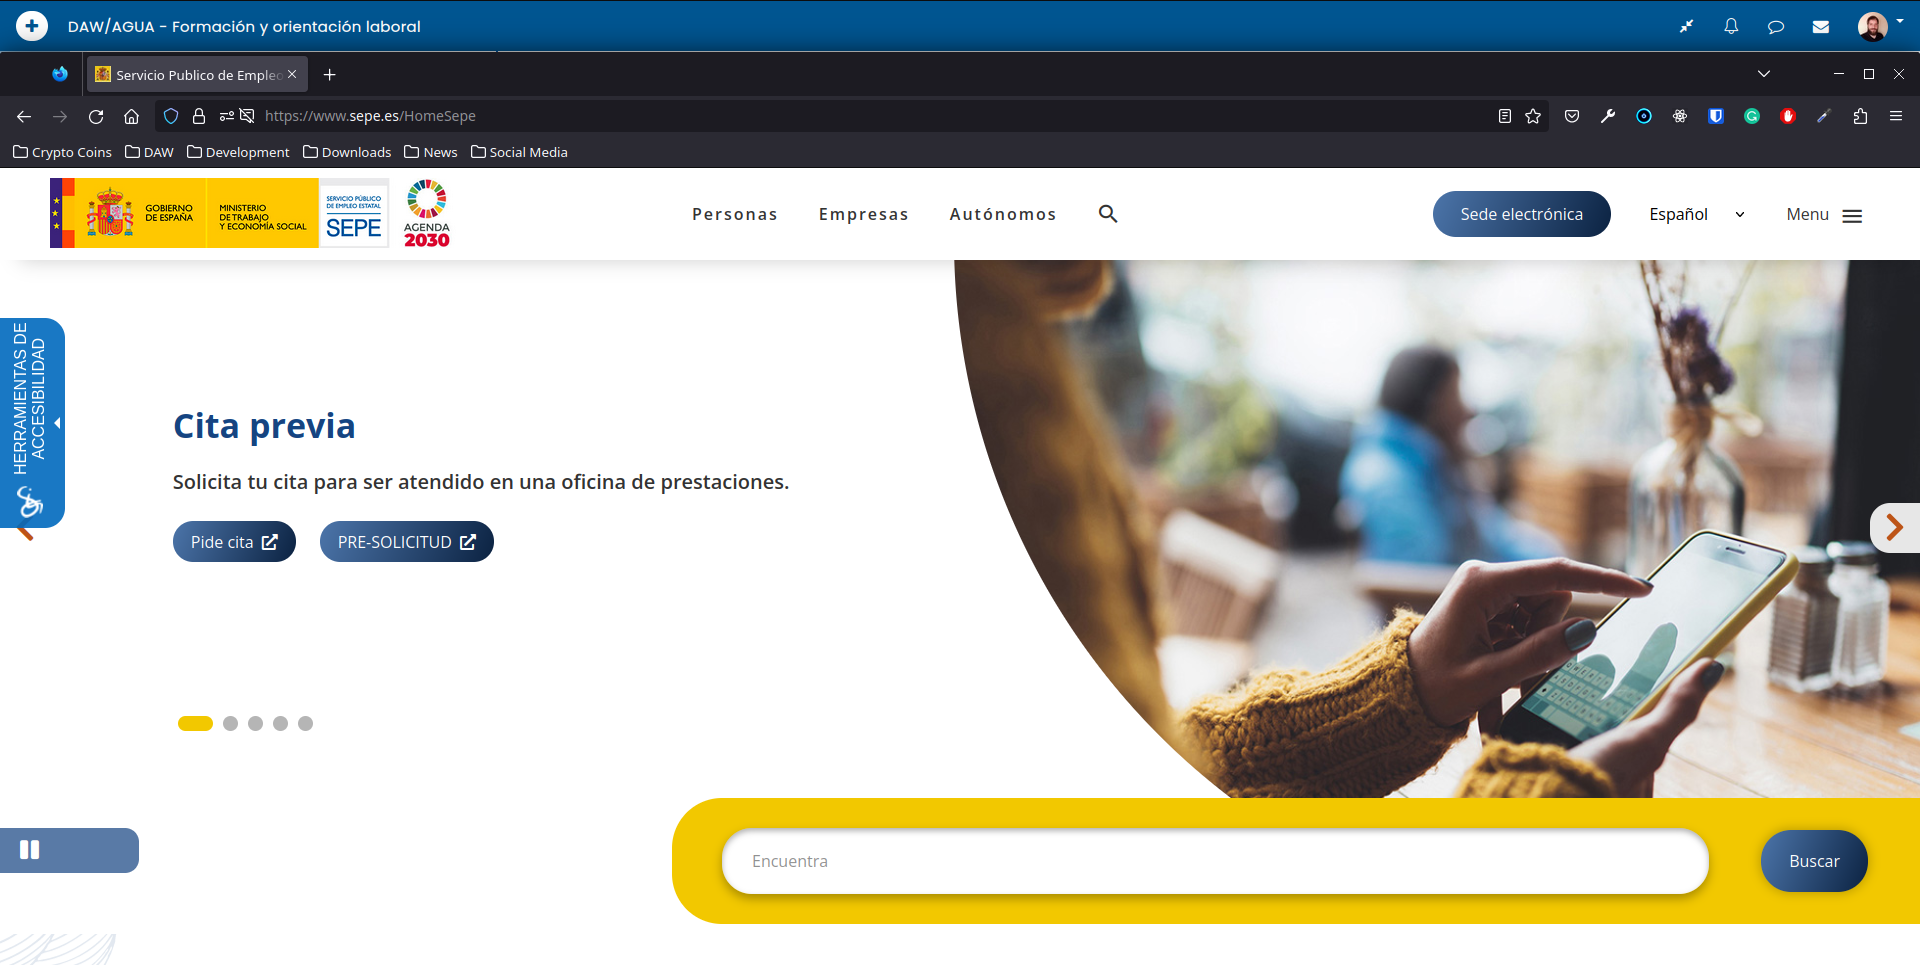 DAW/AGUA - Formación y orientación laboral
Servicio Publico de Empleo
https://www.sepe.es/HomeSepe
Crypto Coins
DAW
Development
Downloads
News
Social Media
GOBIERNO
DE ESPAÑA
MINISTERIO
DE TRABAJO
Y ECONOMÍA SOCIAL
SERVICIO PÚBLICO
DE EMPLEO ESTATAL
SEPE
AGENDA
2030
Personas
Empresas
Autónomos
Sede electrónica
Español
Menu
HERRAMIENTAS DE
ACCESIBILIDAD
Cita previa
Solicita tu cita para ser atendido en una oficina de prestaciones.
Pide cita
PRE-SOLICITUD
Encuentra
Buscar